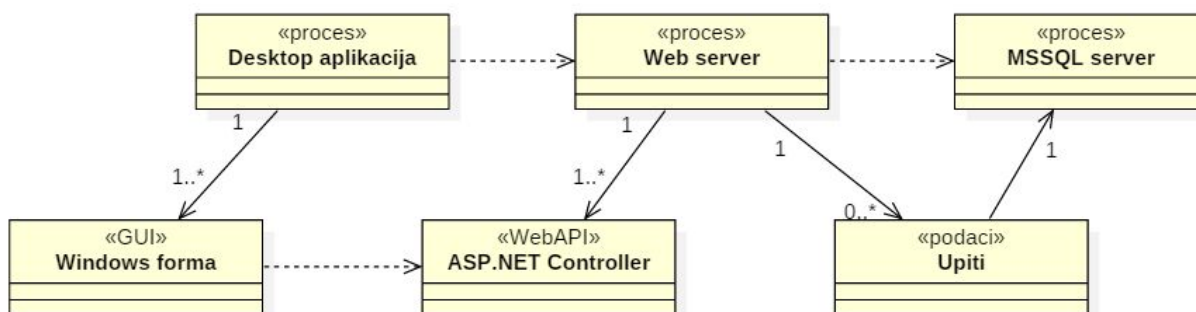 «proces»
Desktop aplikacija
«proces»
Web server
«proces»
MSSQL server
1
1..*
1
1..*
1
0..*
1
«GUI»
Windows forma
«WebAPI»
ASP.NET Controller
«podaci»
Upiti